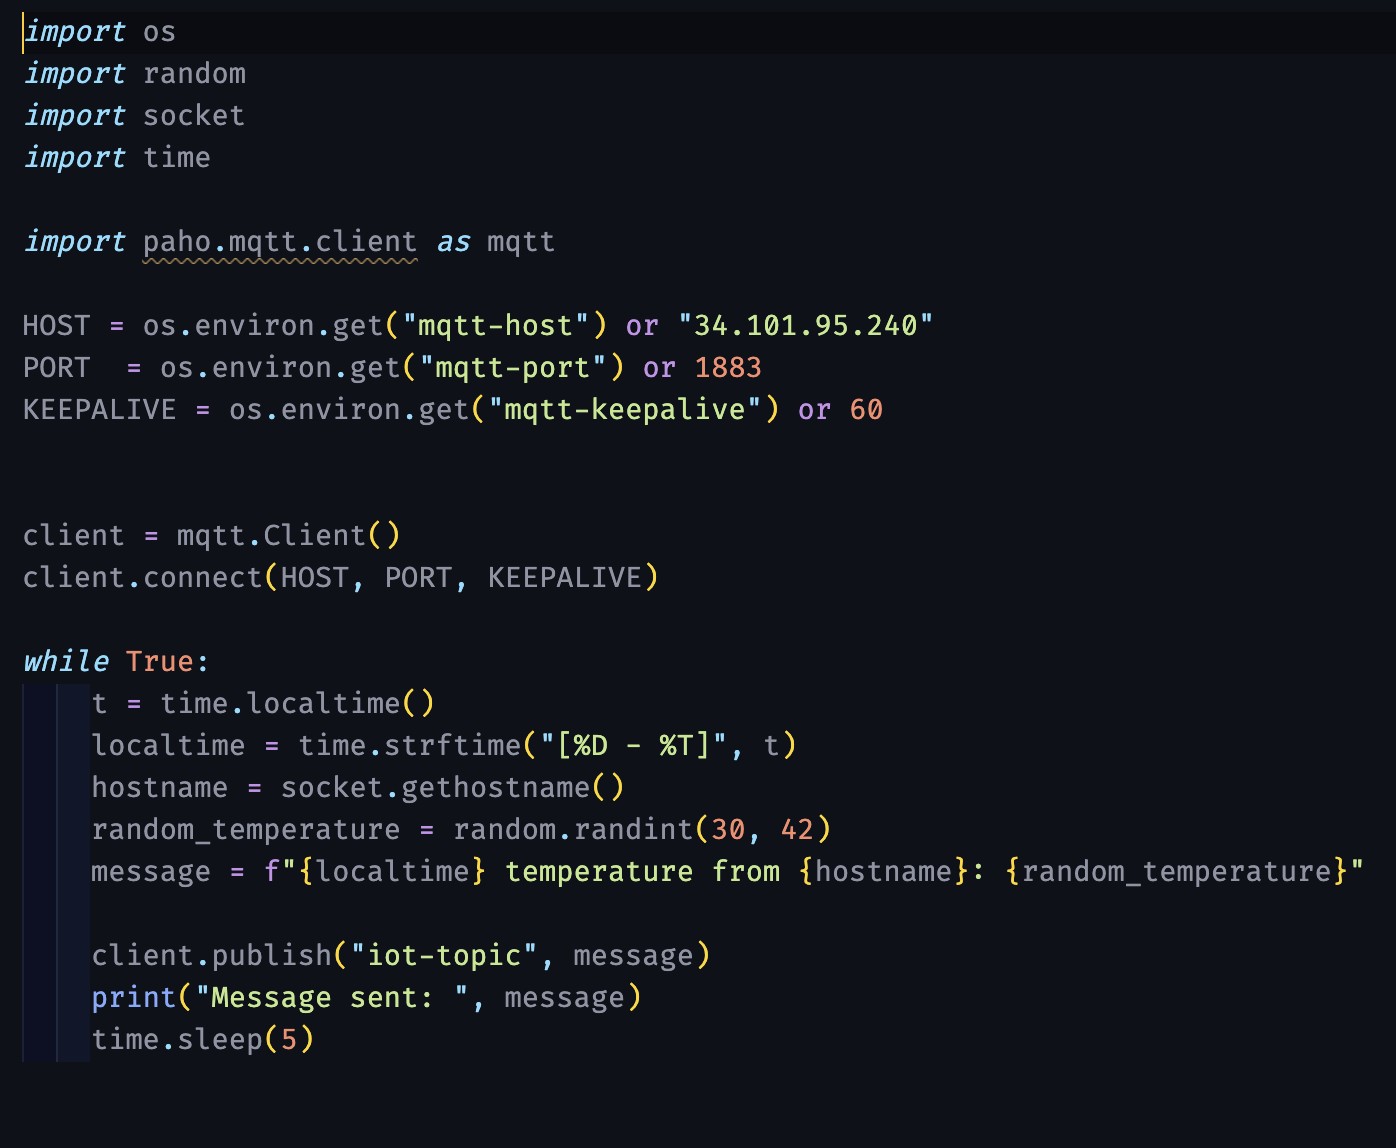 import os
import random
import socket
import time

import paho.mqtt.client as mqtt

HOST = os.environ.get("mqtt-host") or "34.101.95.240"
PORT  = os.environ.get("mqtt-port") or 1883
KEEPALIVE = os.environ.get("mqtt-keepalive") or 60


client = mqtt.Client()
client.connect(HOST, PORT, KEEPALIVE)

while True:
    t = time.localtime()
    localtime = time.strftime("[%D - %T]", t)
    hostname = socket.gethostname()
    random_temperature = random.randint(30, 42)
    message = f"{localtime} temperature from {hostname}: {random_temperature}"

    client.publish("iot-topic", message)
    print("Message sent: ", message)
    time.sleep(5)